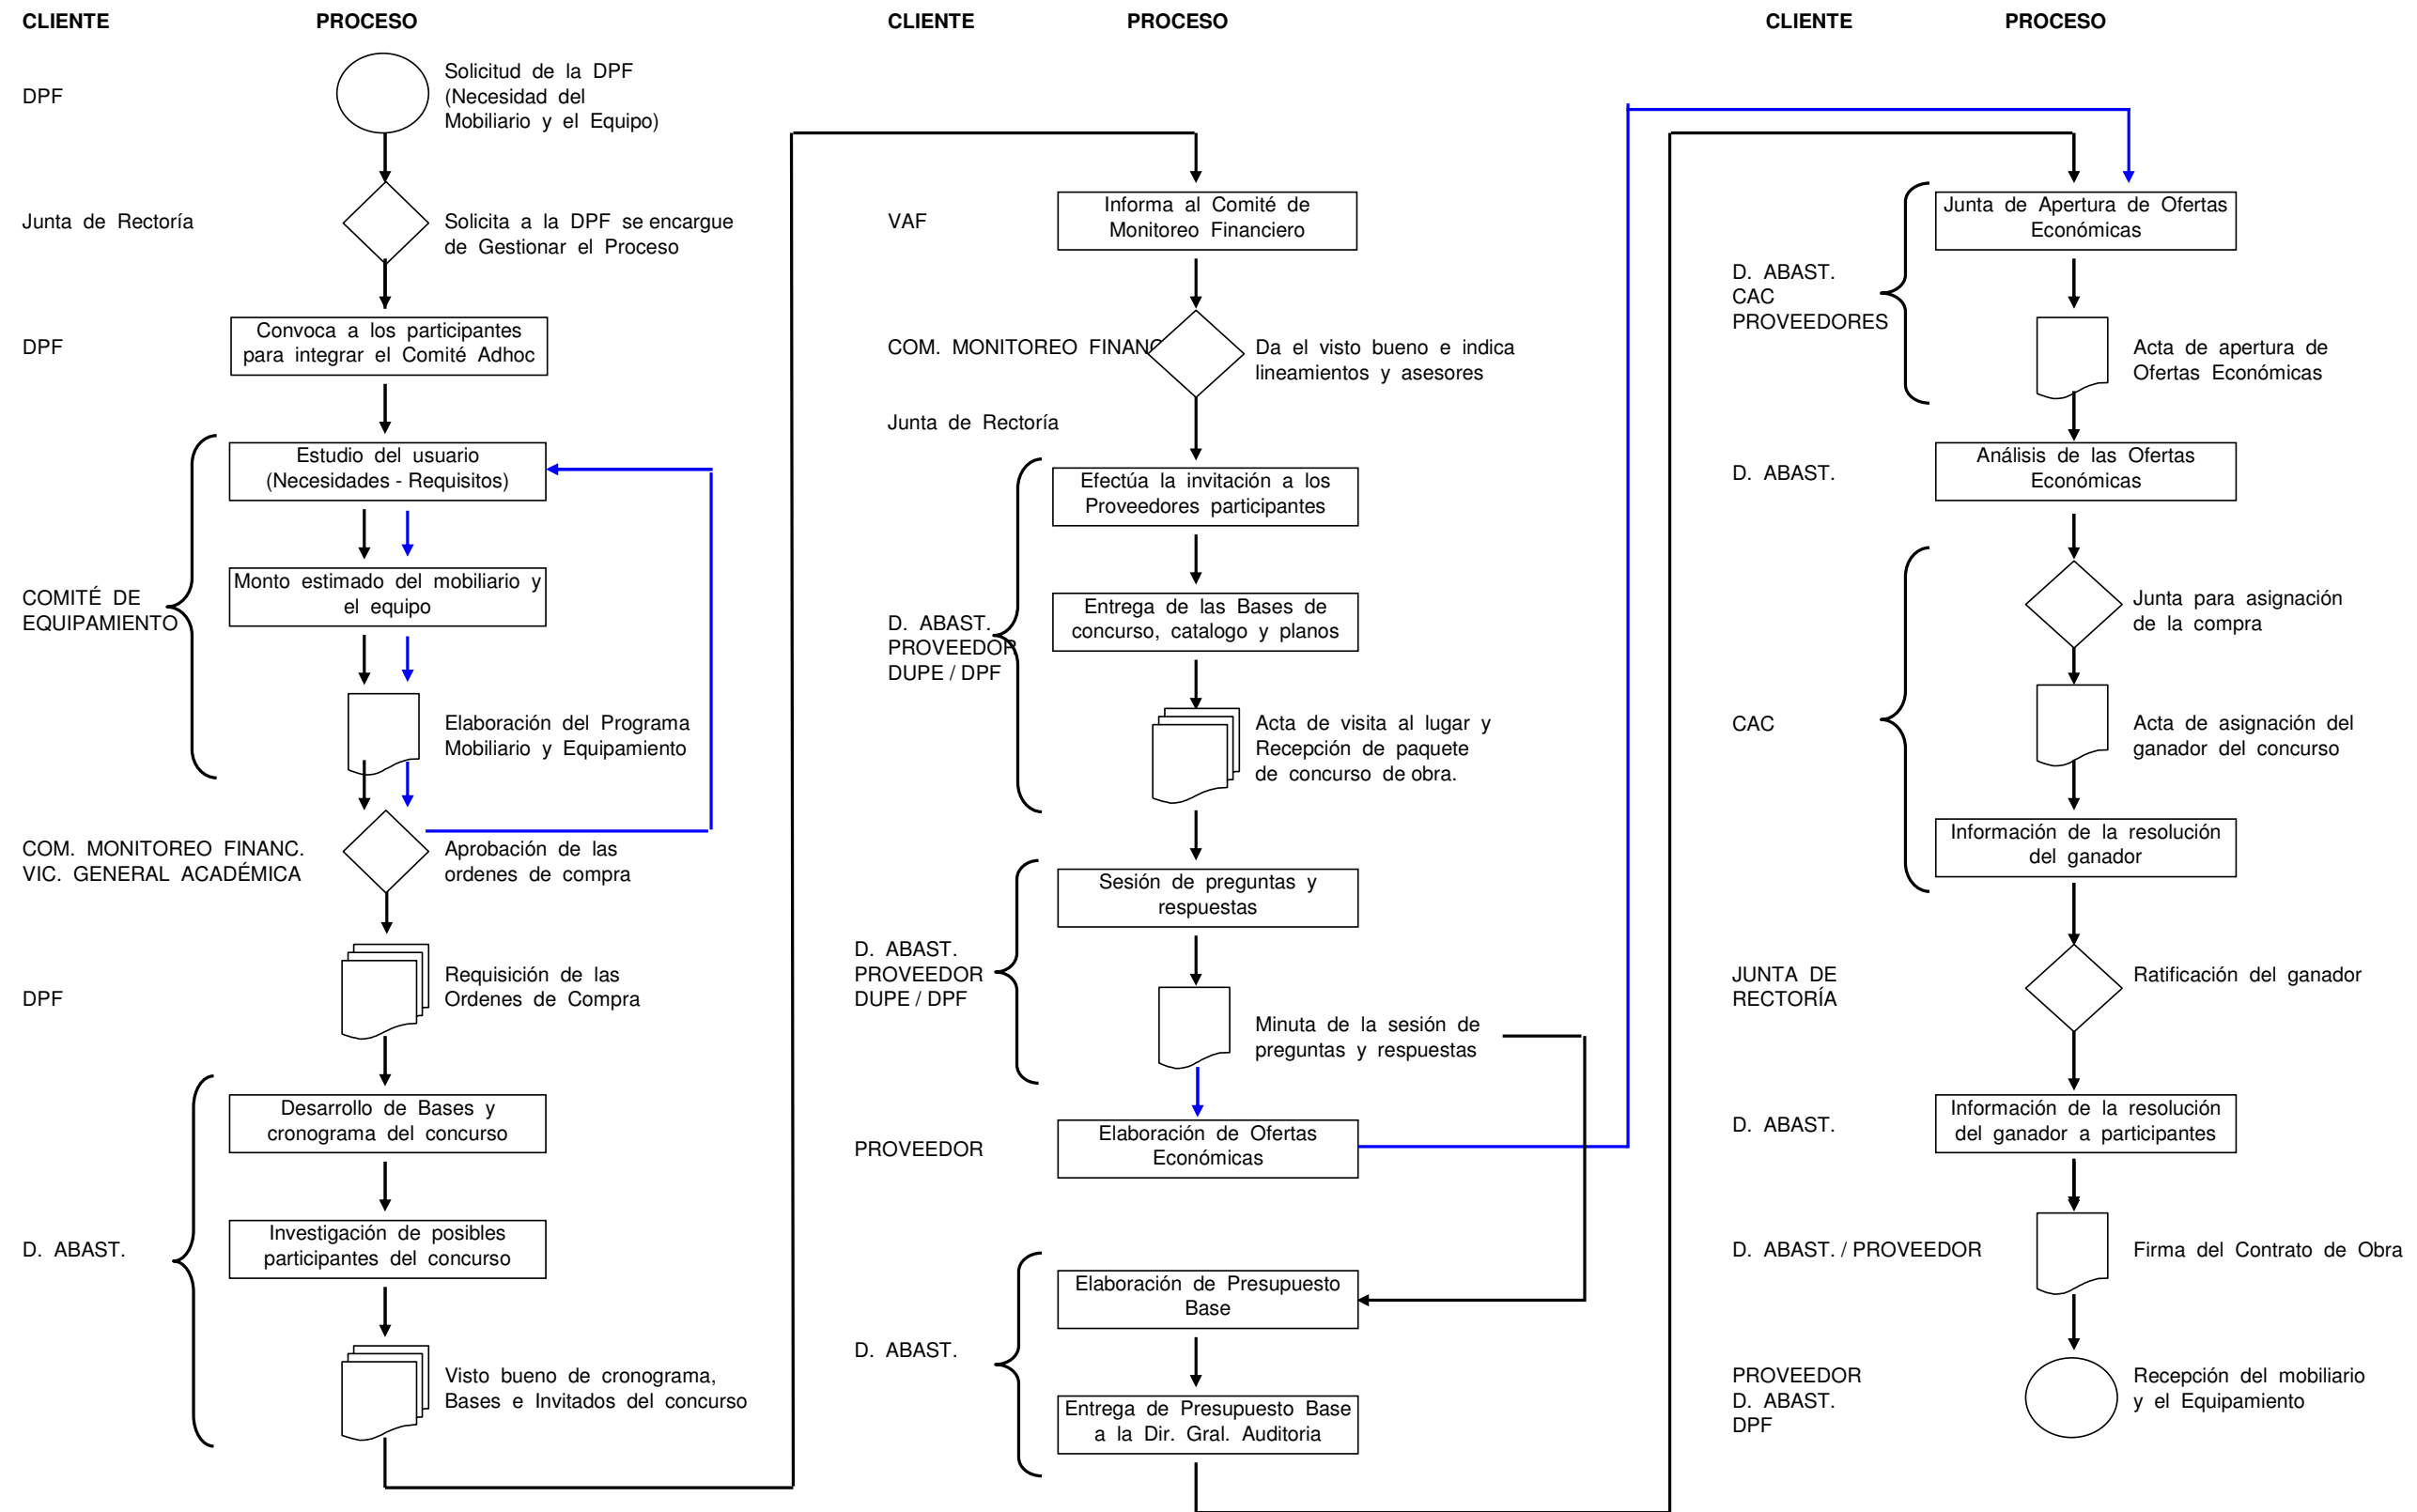 CLIENTE
PROCESO
DPF
Solicitud de la DPF
(Necesidad del
Mobiliario y el Equipo)
Junta de Rectoría
Solicita a la DPF se encargue
de Gestionar el Proceso
DPF
Convoca a los participantes
para integrar el Comité Adhoc
Estudio del usuario
(Necesidades - Requisitos)
COMITÉ DE
EQUIPAMIENTO
Monto estimado del mobiliario y
el equipo
Elaboración del Programa
Mobiliario y Equipamiento
COM. MONITOREO FINANC.
VIC. GENERAL ACADÉMICA
Aprobación de las
ordenes de compra
DPF
Requisición de las
Ordenes de Compra
Desarrollo de Bases y
cronograma del concurso
D. ABAST.
Investigación de posibles
participantes del concurso
Visto bueno de cronograma,
Bases e Invitados del concurso
CLIENTE
PROCESO
VAF
Informa al Comité de
Monitoreo Financiero
COM. MONITOREO FINANC
Da el visto bueno e indica
lineamientos y asesores
Junta de Rectoría
Efectúa la invitación a los
Proveedores participantes
D. ABAST.
PROVEEDOR
DUPE / DPF
Entrega de las Bases de
concurso, catalogo y planos
Acta de visita al lugar y
Recepción de paquete
de concurso de obra.
Sesión de preguntas y
respuestas
D. ABAST.
PROVEEDOR
DUPE / DPF
Minuta de la sesión de
preguntas y respuestas
PROVEEDOR
Elaboración de Ofertas
Económicas
Elaboración de Presupuesto
Base
D. ABAST.
Entrega de Presupuesto Base
a la Dir. Gral. Auditoria
CLIENTE
PROCESO
Junta de Apertura de Ofertas
Económicas
D. ABAST.
CAC
PROVEEDORES
Acta de apertura de
Ofertas Económicas
D. ABAST.
Análisis de las Ofertas
Económicas
Junta para asignación
de la compra
CAC
Acta de asignación del
ganador del concurso
Información de la resolución
del ganador
JUNTA DE
RECTORÍA
Ratificación del ganador
D. ABAST.
Información de la resolución
del ganador a participantes
D. ABAST. / PROVEEDOR
Firma del Contrato de Obra
PROVEEDOR
D. ABAST.
DPF
Recepción del mobiliario
y el Equipamiento